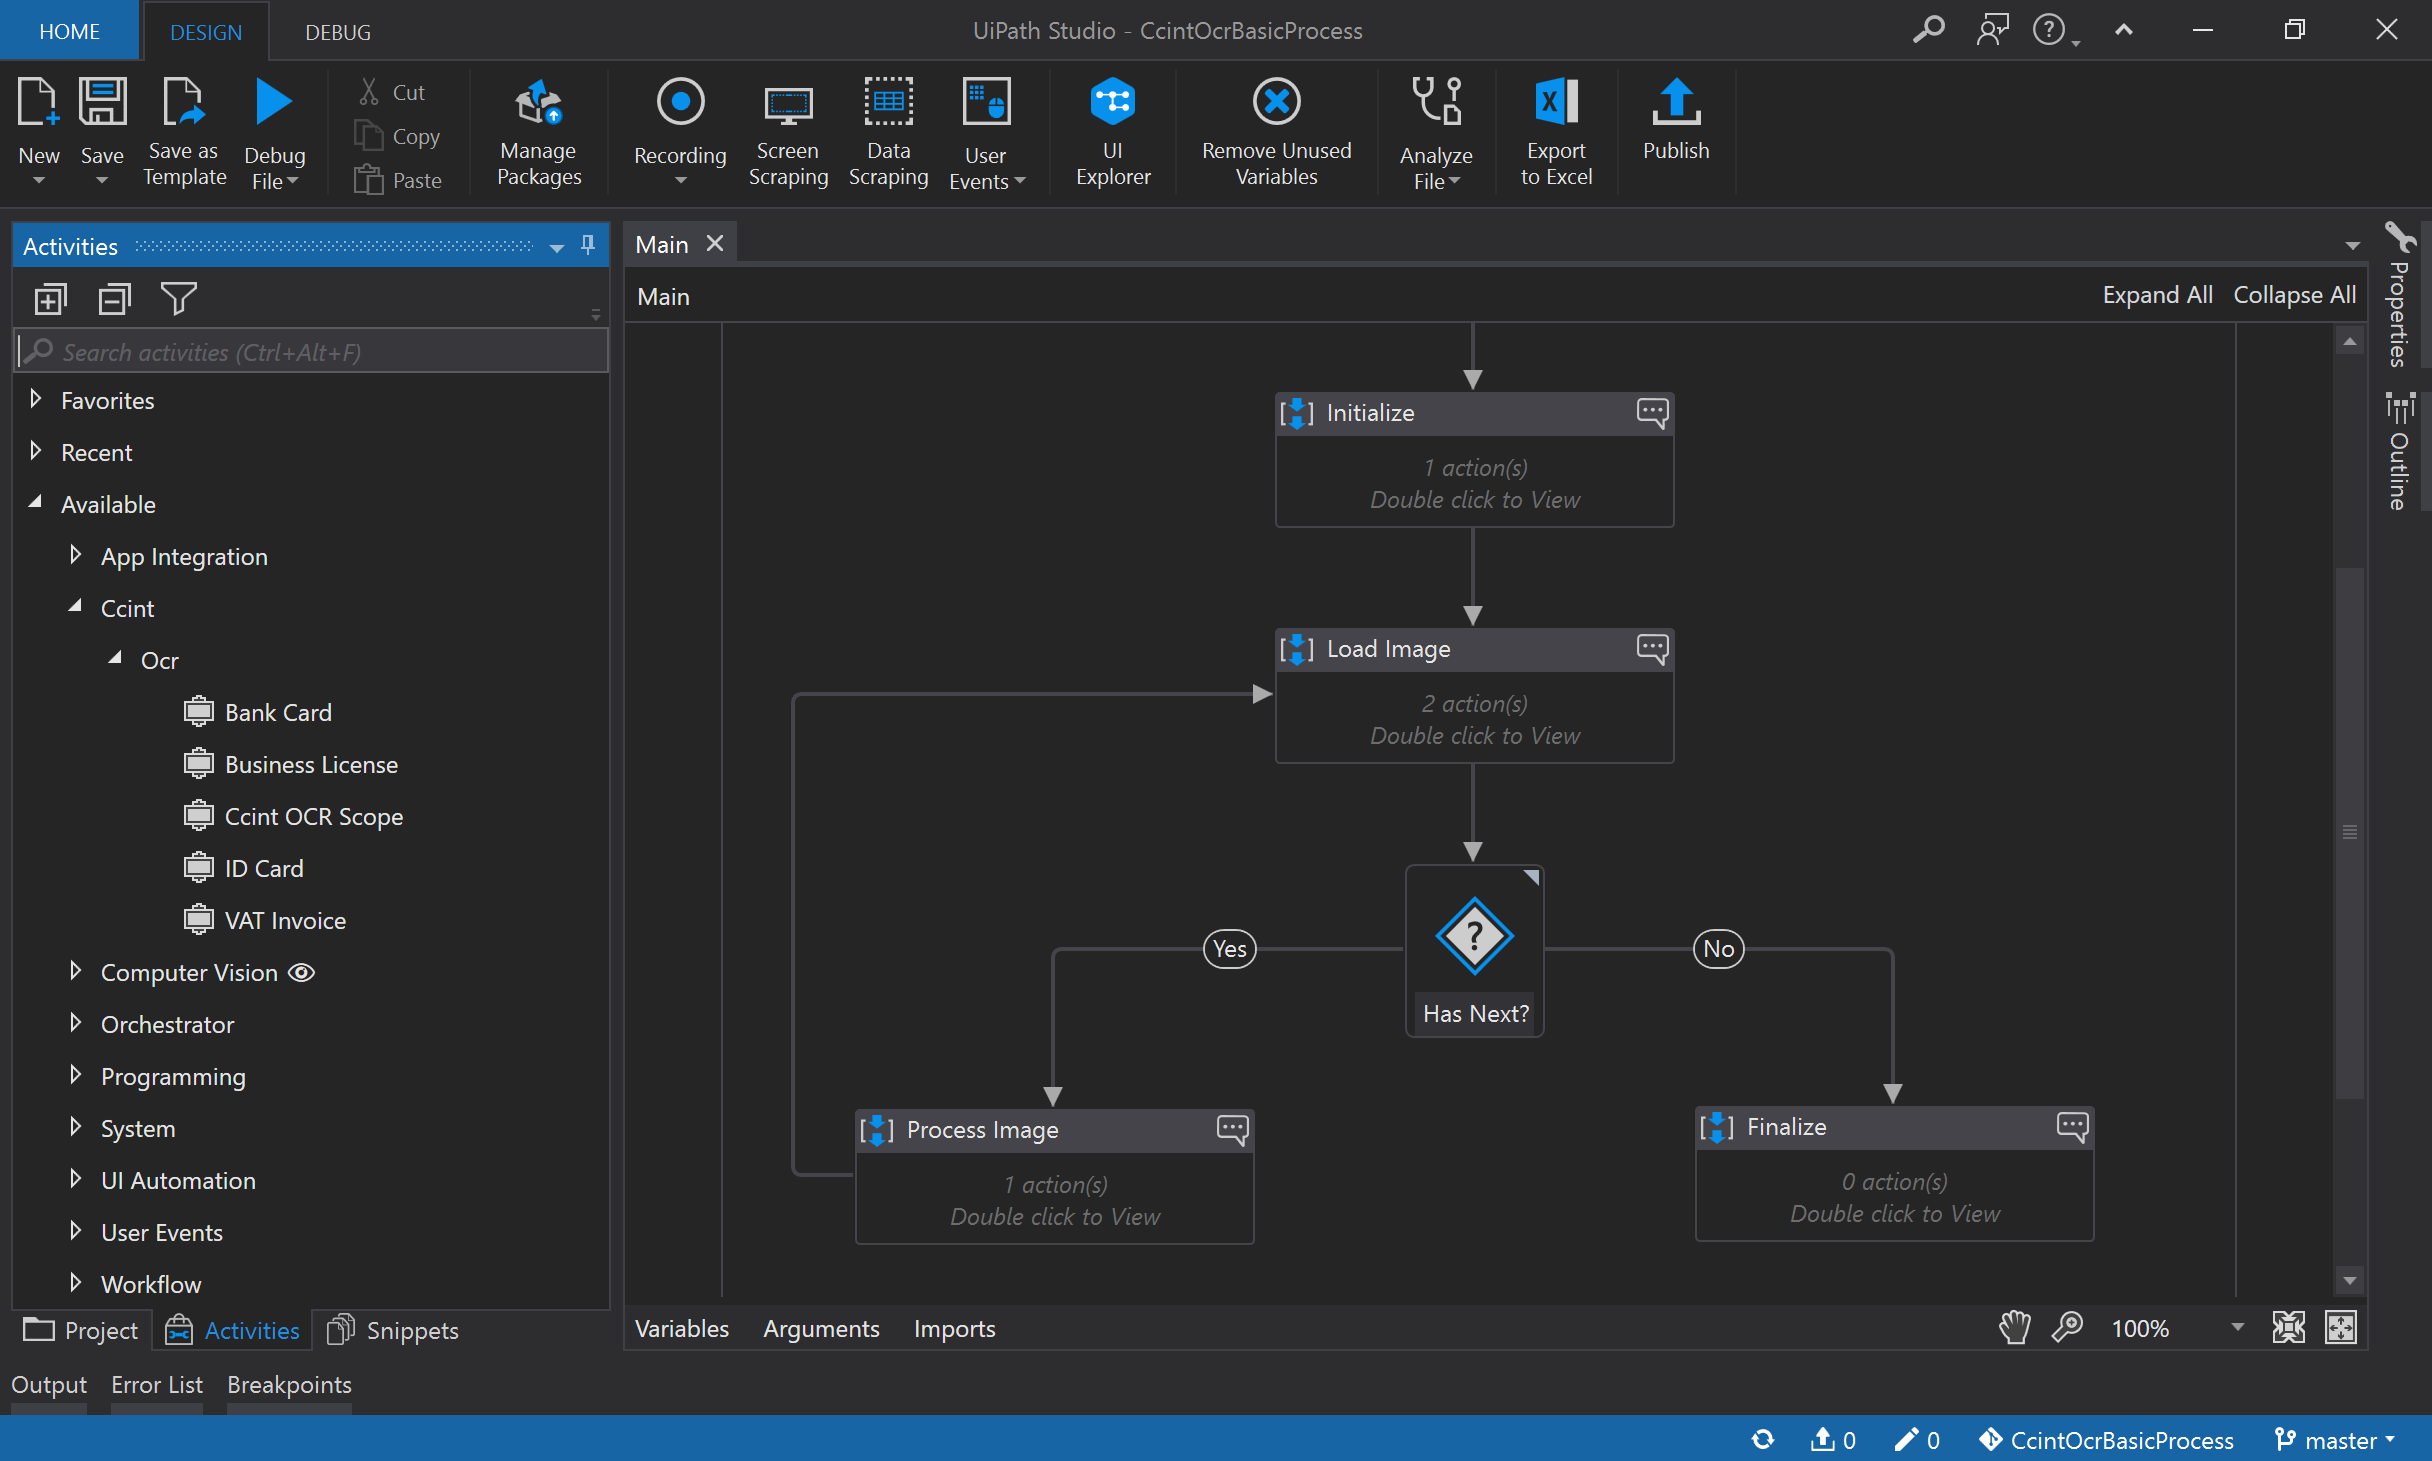 HOME
DESIGN
DEBUG
UiPath Studio - CcintOcrBasicProcess
New
Save
Save as
Template
Debug
File
Cut
Copy
Paste
Manage
Packages
Recording
Screen
Scraping
Data
Scraping
User
Events
UI
Explorer
Remove Unused
Variables
Analyze
File
Export
to Excel
Publish
Activities
Search activities (Ctrl+Alt+F)
Favorites
Recent
Available
App Integration
Ccint
Ocr
Bank Card
Business License
Ccint OCR Scope
ID Card
VAT Invoice
Computer Vision
Orchestrator
Programming
System
UI Automation
User Events
Workflow
Project
Activities
Snippets
Main
Main
Expand All
Collapse All
Initialize
1 action(s)
Double click to View
Load Image
2 action(s)
Double click to View
?
Has Next?
Yes
No
Process Image
1 action(s)
Double click to View
Finalize
0 action(s)
Double click to View
Variables
Arguments
Imports
100%
Properties
Outline
Output
Error List
Breakpoints
0
0
CcintOcrBasicProcess
master